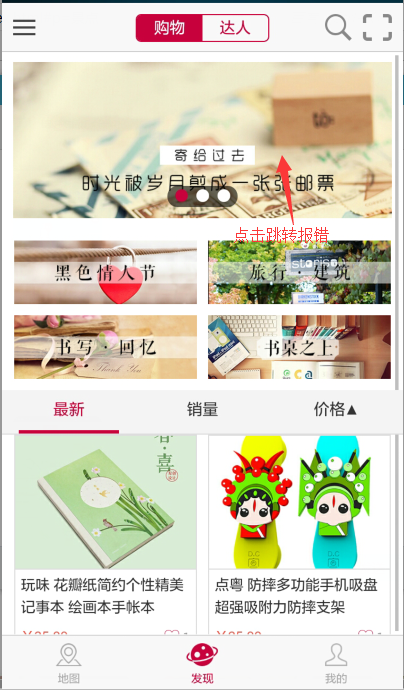 购物 达人
寄给过去
时光被岁月剪成一张张邮票
点击跳转报错
黑色情人节
旅行·建筑
书写·回忆
书桌之上
最新 销量 价格▲
春·喜
玩味 花瓣纸简约个性精美
记事本 绘画本手帐本
点粤 防摔多功能手机吸盘
超强吸附力防摔支架
地图 发现 我的